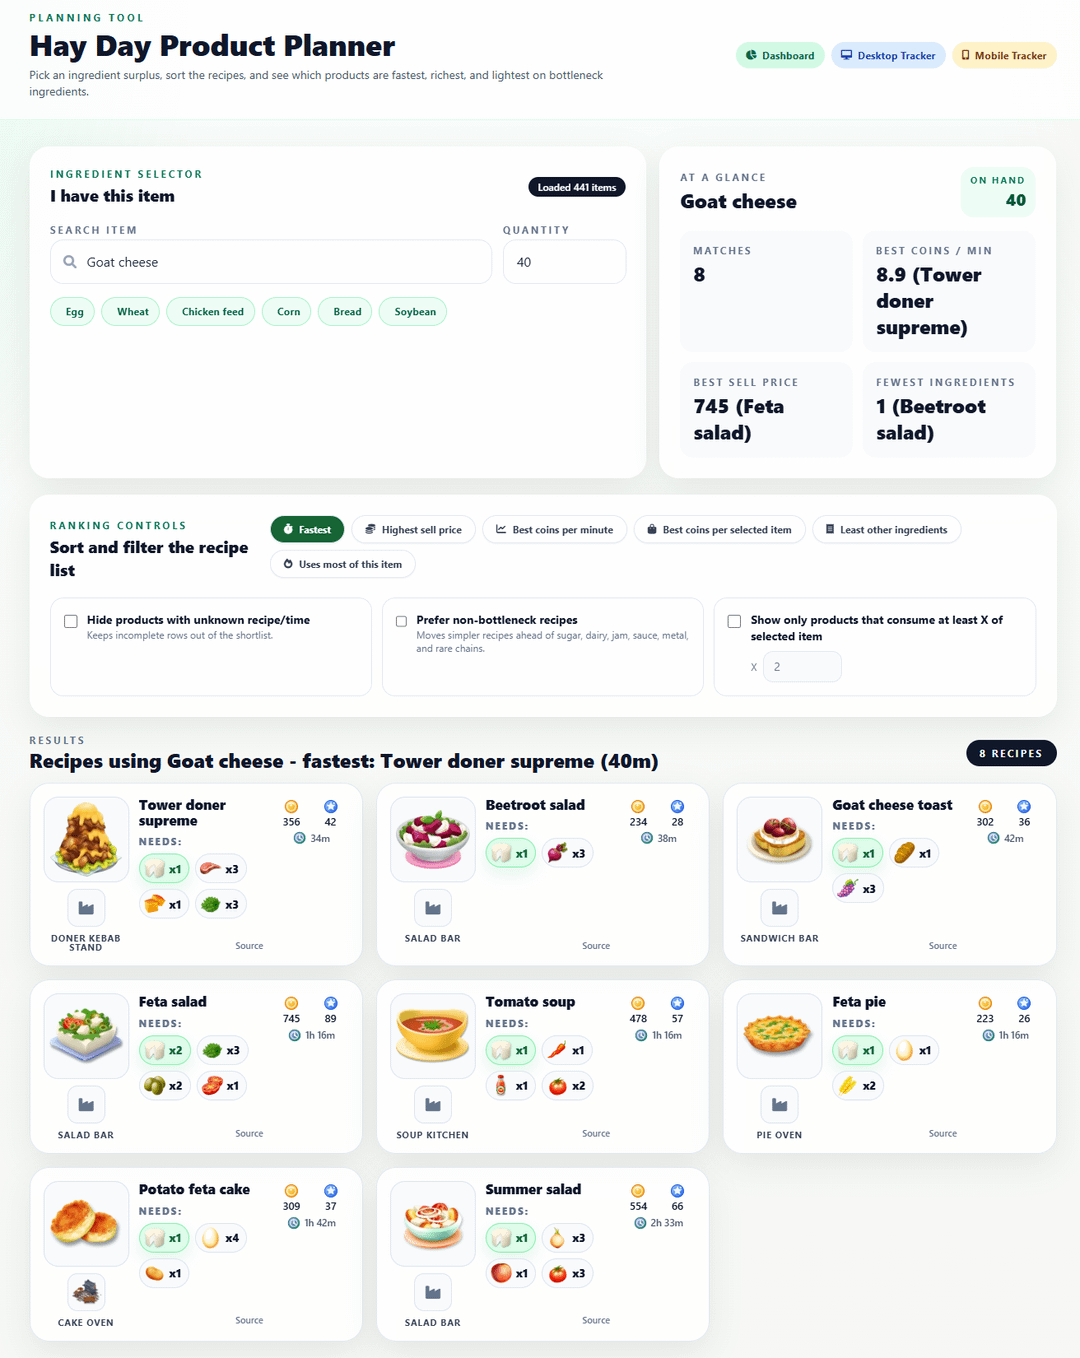 PLANNING TOOL
Hay Day Product Planner
Pick an ingredient surplus, sort the recipes, and see which products are fastest, richest, and lightest on bottleneck
ingredients.
Dashboard
Desktop Tracker
Mobile Tracker
INGREDIENT SELECTOR
I have this item
Loaded 441 items
SEARCH ITEM
QUANTITY
Goat cheese
40
Egg
Wheat
Chicken feed
Corn
Bread
Soybean
AT A GLANCE
Goat cheese
ON HAND
40
MATCHES
8
BEST COINS / MIN
8.9 (Tower
doner
supreme)
BEST SELL PRICE
745 (Feta
salad)
FEWEST INGREDIENTS
1 (Beetroot
salad)
RANKING CONTROLS
Sort and filter the recipe
list
Fastest
Highest sell price
Best coins per minute
Best coins per selected item
Least other ingredients
Uses most of this item
Hide products with unknown recipe/time
Keeps incomplete rows out of the shortlist.
Prefer non-bottleneck recipes
Moves simpler recipes ahead of sugar, dairy, jam, sauce, metal,
and rare chains.
Show only products that consume at least X of
selected item
X
2
RESULTS
Recipes using Goat cheese - fastest: Tower doner supreme (40m)
8 RECIPES
Tower doner
supreme
356
42
34m
NEEDS:
x1
x3
x1
x3
DONER KEBAB
STAND
Source
Beetroot salad
234
28
38m
NEEDS:
x1
x3
SALAD BAR
Source
Goat cheese toast
302
36
42m
NEEDS:
x1
x1
x3
SANDWICH BAR
Source
Feta salad
745
89
1h 16m
NEEDS:
x2
x3
x2
x1
SALAD BAR
Source
Tomato soup
478
57
1h 16m
NEEDS:
x1
x1
x1
x2
SOUP KITCHEN
Source
Feta pie
223
26
1h 16m
NEEDS:
x1
x1
x2
PIE OVEN
Source
Potato feta cake
309
37
1h 42m
NEEDS:
x1
x4
x1
CAKE OVEN
Source
Summer salad
554
66
2h 33m
NEEDS:
x1
x3
x1
x3
SALAD BAR
Source